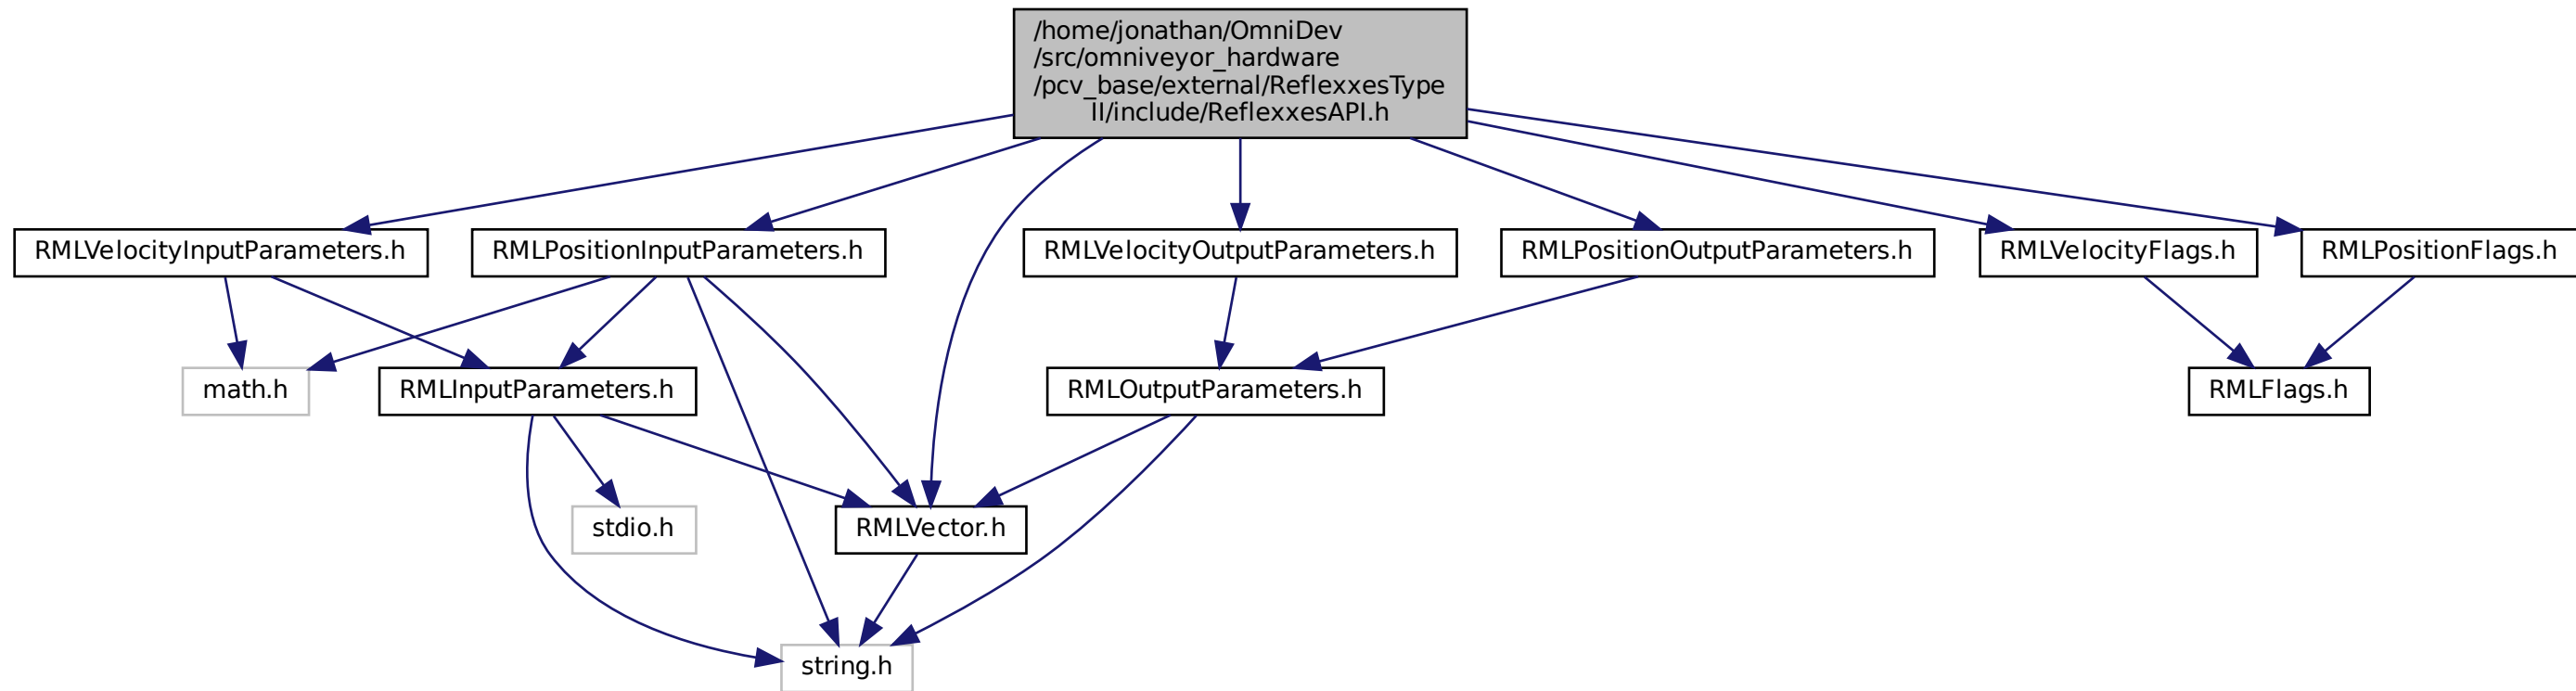 /home/jonathan/OmniDev
/src/omniveyor_hardware
/pcv_base/external/ReflexxesType
II/include/ReflexxesAPI.h
RMLVelocityInputParameters.h
RMLPositionInputParameters.h
RMLVelocityOutputParameters.h
RMLPositionOutputParameters.h
RMLVelocityFlags.h
RMLPositionFlags.h
math.h
RMLInputParameters.h
RMLOutputParameters.h
RMLFlags.h
stdio.h
RMLVector.h
string.h